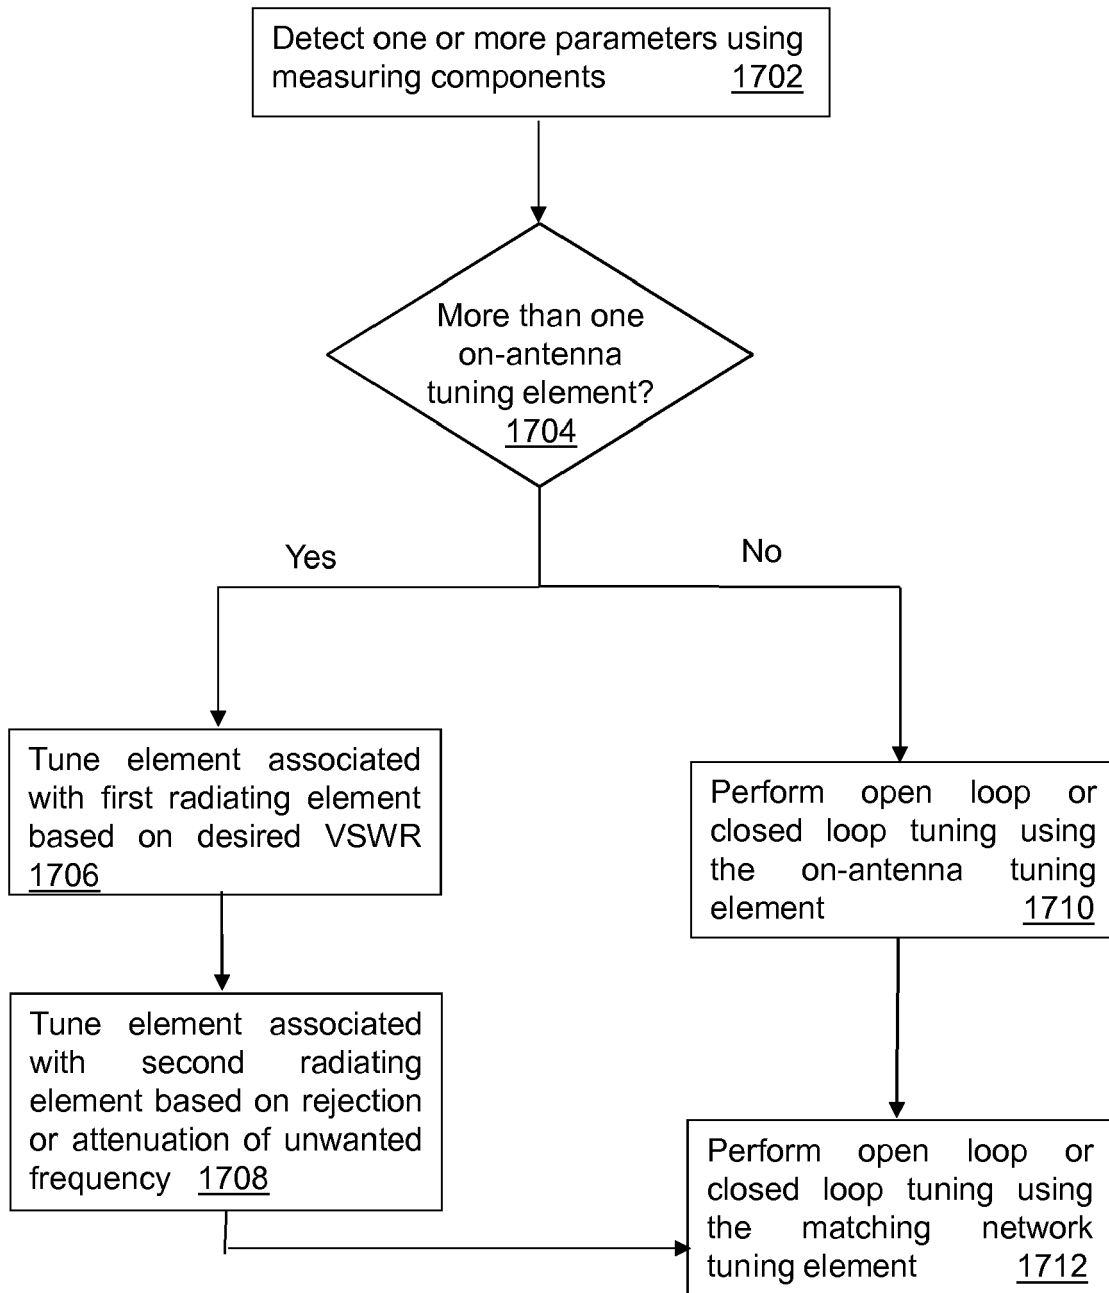 Detect one or more parameters using
measuring components 1702
More than one
on-antenna
tuning element?
1704
Yes
No
Tune element associated
with first radiating element
based on desired VSWR
1706
Perform open loop or
closed loop tuning using
the on-antenna tuning
element 1710
Tune element associated
with second radiating
element based on rejection
or attenuation of unwanted
frequency 1708
Perform open loop or
closed loop tuning using
the matching network
tuning element 1712